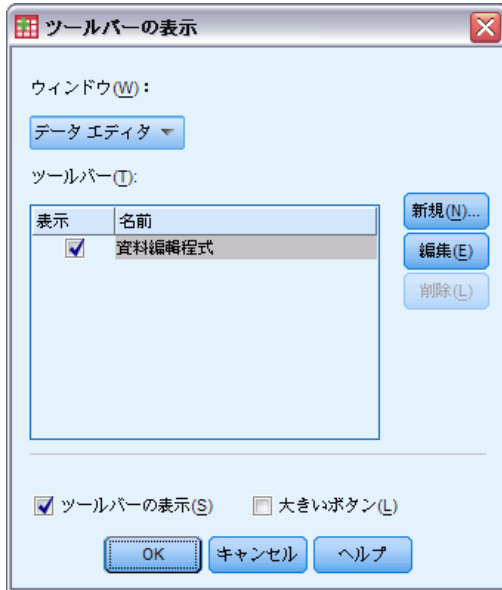 ツールバーの表示
ウィンドウ(W):
データ エディタ
ツールバー(T):
表示 名前
資料編輯程式
新規(N)...
編集(E)
削除(L)
ツールバーの表示(S) 大きいボタン(L)
OK キャンセル ヘルプ